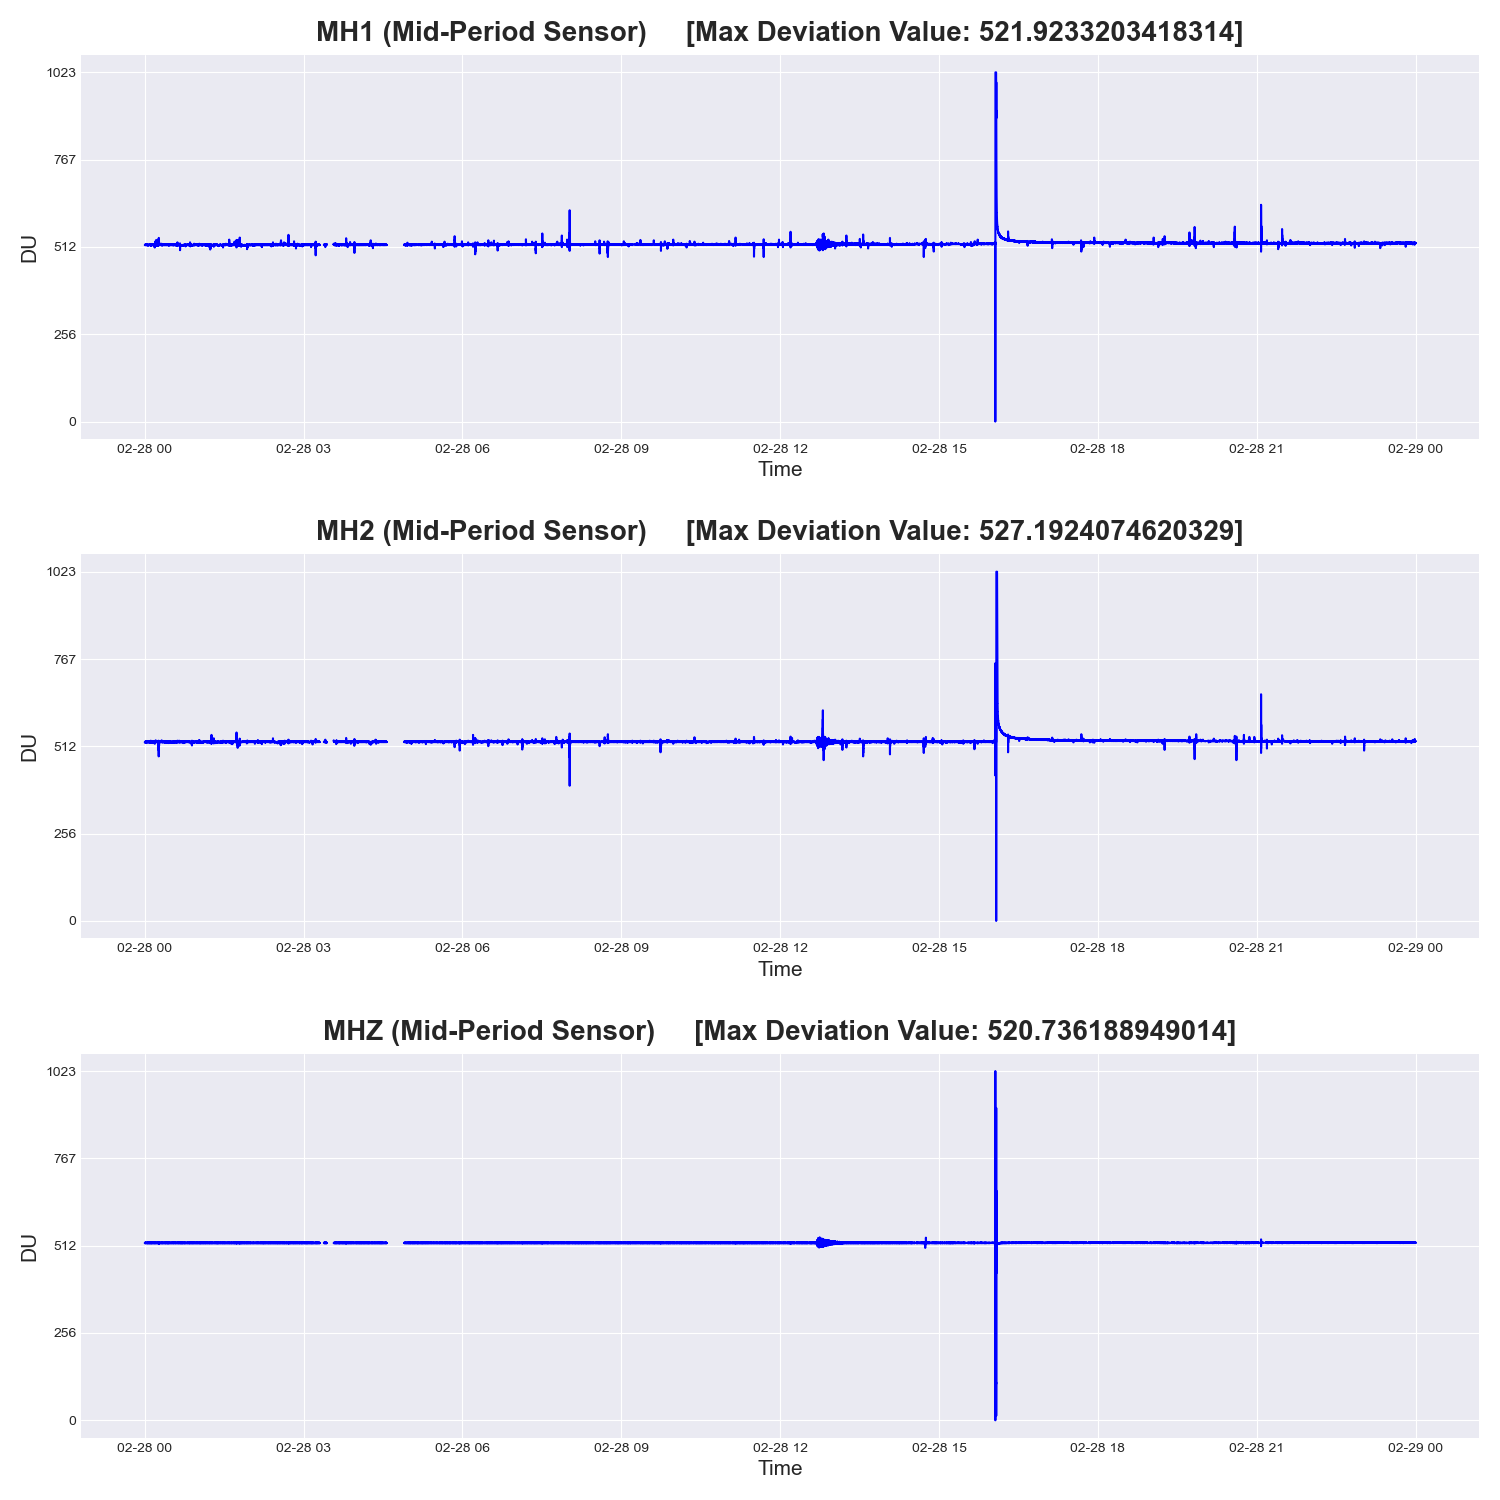 MH1 (Mid-Period Sensor) [Max Deviation Value: 521.9233203418314]
1023
767
512
256
0
DU
02-28 00 02-28 03 02-28 06 02-28 09 02-28 12 02-28 15 02-28 18 02-28 21 02-29 00
Time
MH2 (Mid-Period Sensor) [Max Deviation Value: 527.1924074620329]
1023
767
512
256
0
DU
02-28 00 02-28 03 02-28 06 02-28 09 02-28 12 02-28 15 02-28 18 02-28 21 02-29 00
Time
MHZ (Mid-Period Sensor) [Max Deviation Value: 520.736188949014]
1023
767
512
256
0
DU
02-28 00 02-28 03 02-28 06 02-28 09 02-28 12 02-28 15 02-28 18 02-28 21 02-29 00
Time